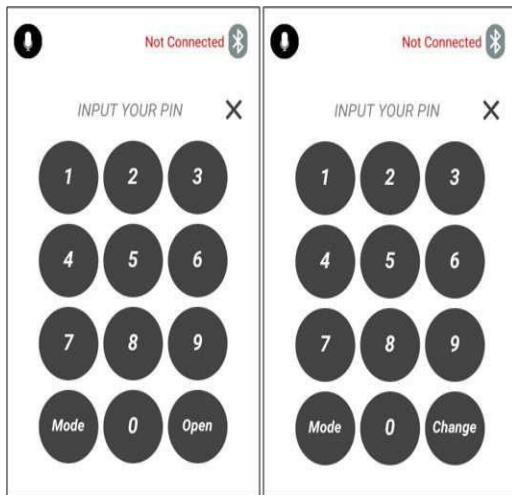 Not Connected
INPUT YOUR PIN X
1 2 3
4 5 6
7 8 9
Mode 0 Open
Not Connected
INPUT YOUR PIN X
1 2 3
4 5 6
7 8 9
Mode 0 Change